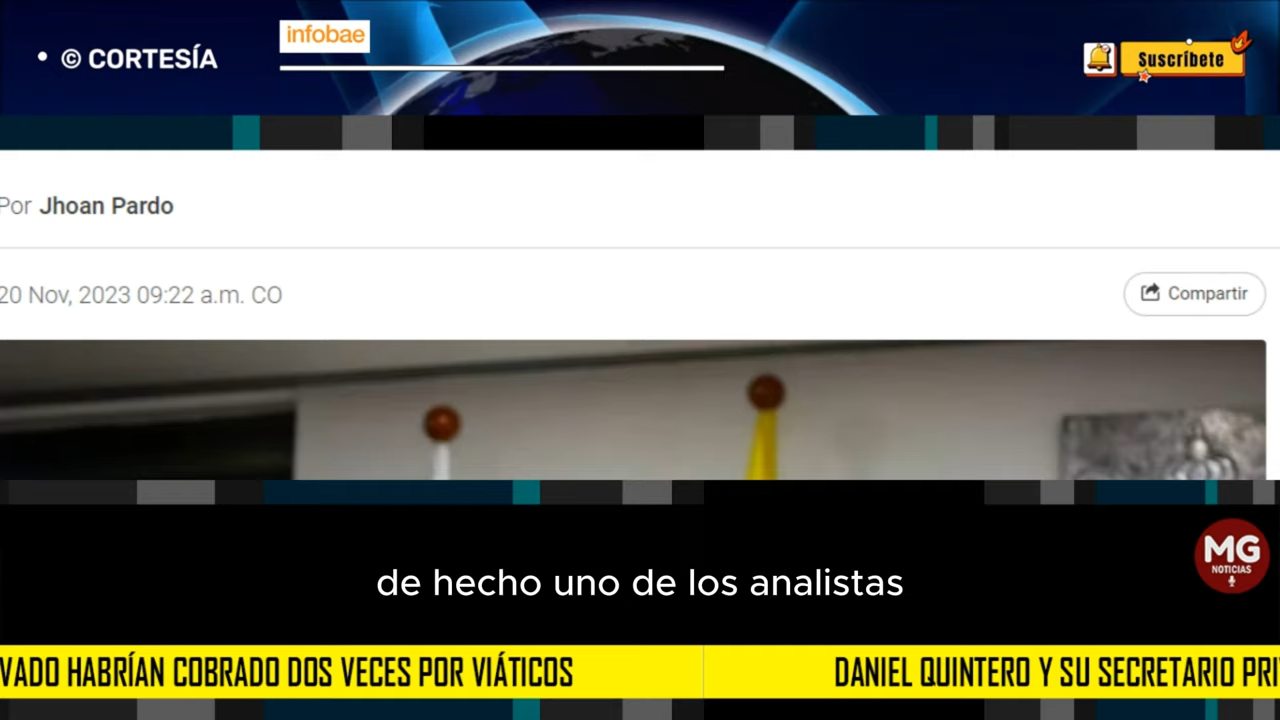 • © CORTESÍA
infobae
Suscríbete
Por Jhoan Pardo
20 Nov, 2023 09:22 a.m. CO
Compartir
de hecho uno de los analistas
MG
NOTICIAS
VADO HABRÍAN COBRADO DOS VECES POR VIÁTICOS
DANIEL QUINTERO Y SU SECRETARIO PRI